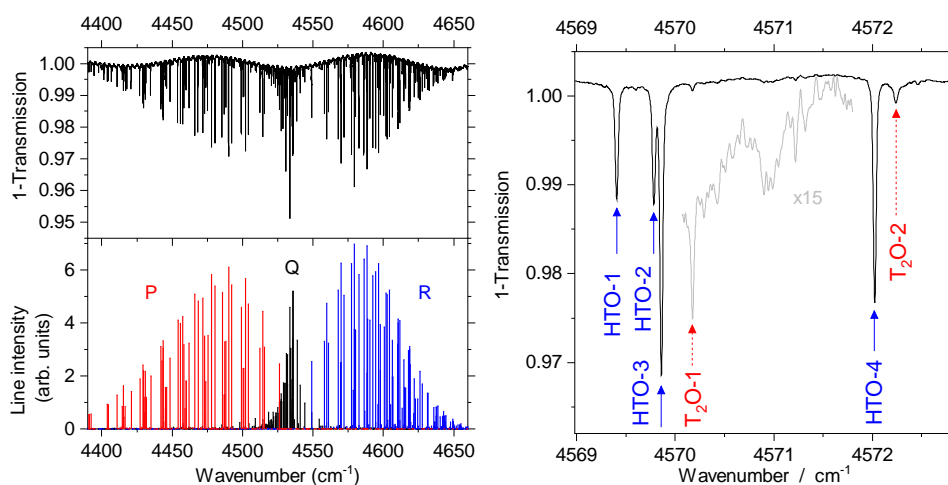 4400 4450 4500 4550 4600 4650
1-Transmission
1.00
0.99
0.98
0.97
0.96
0.95
Line intensity
(arb. units)
6
4
2
0
P
Q
R
4400 4450 4500 4550 4600 4650
Wavenumber (cm⁻¹)
4569 4570 4571 4572
1-Transmission
1.00
0.99
0.98
0.97
x15
HTO-1
HTO-2
HTO-3
T₂O-1
HTO-4
T₂O-2
4569 4570 4571 4572
Wavenumber / cm⁻¹